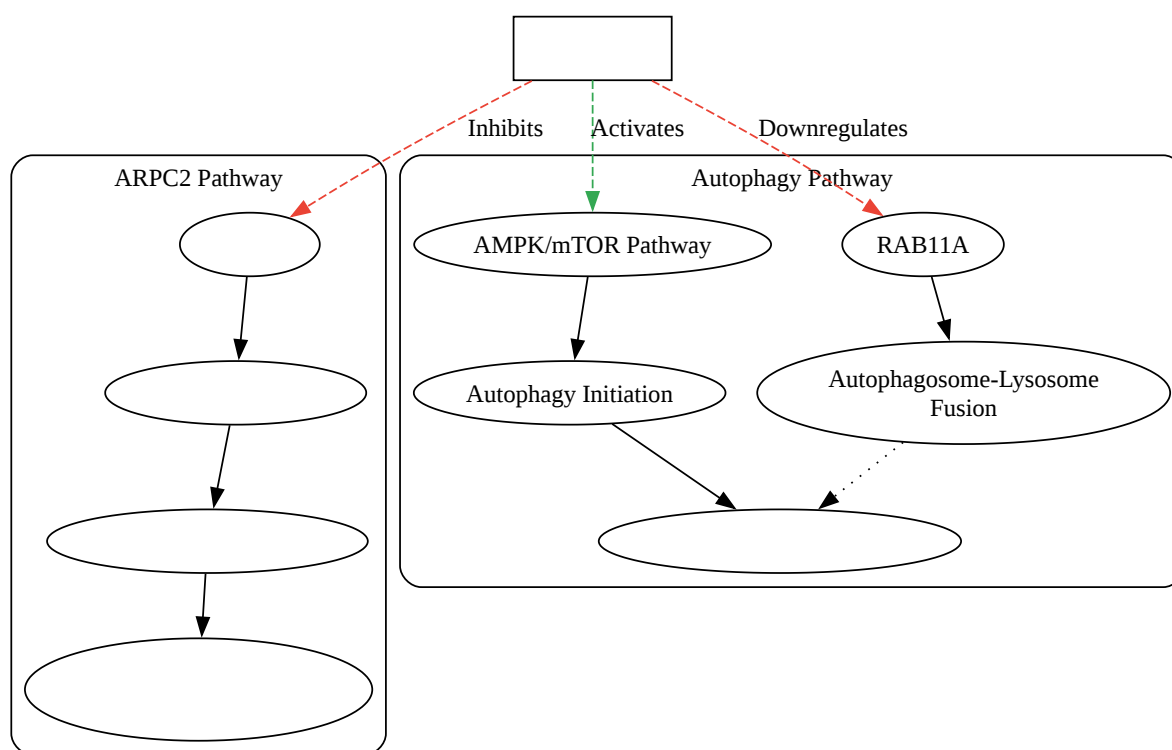 Inhibits
Activates
Downregulates
ARPC2 Pathway
Autophagy Pathway
AMPK/mTOR Pathway
RAB11A
Autophagy Initiation
Autophagosome-Lysosome
Fusion